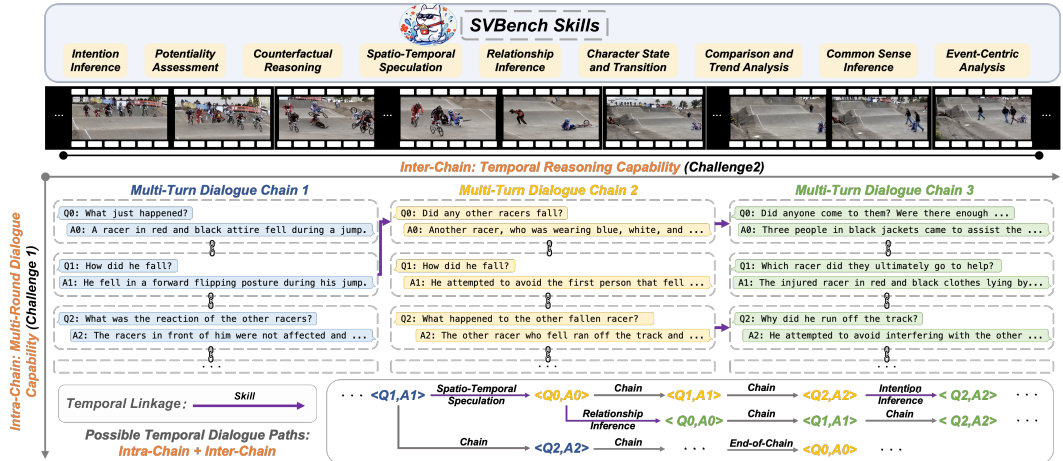 SVBench Skills
Intention Inference
Potentiality Assessment
Counterfactual Reasoning
Spatio-Temporal Speculation
Relationship Inference
Character State and Transition
Comparison and Trend Analysis
Common Sense Inference
Event-Centric Analysis
... ... ... ...
Inter-Chain: Temporal Reasoning Capability (Challenge2)
Intra-Chain: Multi-Round Dialogue Capability (Challenge 1)
Multi-Turn Dialogue Chain 1
Q0: What just happened?
A0: A racer in red and black attire fell during a jump.
Q1: How did he fall?
A1: He fell in a forward flipping posture during his jump.
Q2: What was the reaction of the other racers?
A2: The racers in front of him were not affected and ...
...
Multi-Turn Dialogue Chain 2
Q0: Did any other racers fall?
A0: Another racer, who was wearing blue, white, and ...
Q1: How did he fall?
A1: He attempted to avoid the first person that fell ...
Q2: What happened to the other fallen racer?
A2: The other racer who fell ran off the track and ...
...
Multi-Turn Dialogue Chain 3
Q0: Did anyone come to them? Were there enough ...
A0: Three people in black jackets came to assist the ...
Q1: Which racer did they ultimately go to help?
A1: The injured racer in red and black clothes lying by...
Q2: Why did he run off the track?
A2: He attempted to avoid interfering with the other ...
...
Temporal Linkage: Skill
Possible Temporal Dialogue Paths:
Intra-Chain + Inter-Chain
... <Q1,A1> Spatio-Temporal Speculation <Q0,A0> Chain <Q1,A1> Chain <Q2,A2> Intention Inference <Q2,A2> ...
Relationship Inference <Q0,A0> Chain <Q1,A1> Chain <Q2,A2> ...
Chain <Q2,A2> Chain ... End-of-Chain <Q0,A0> ...